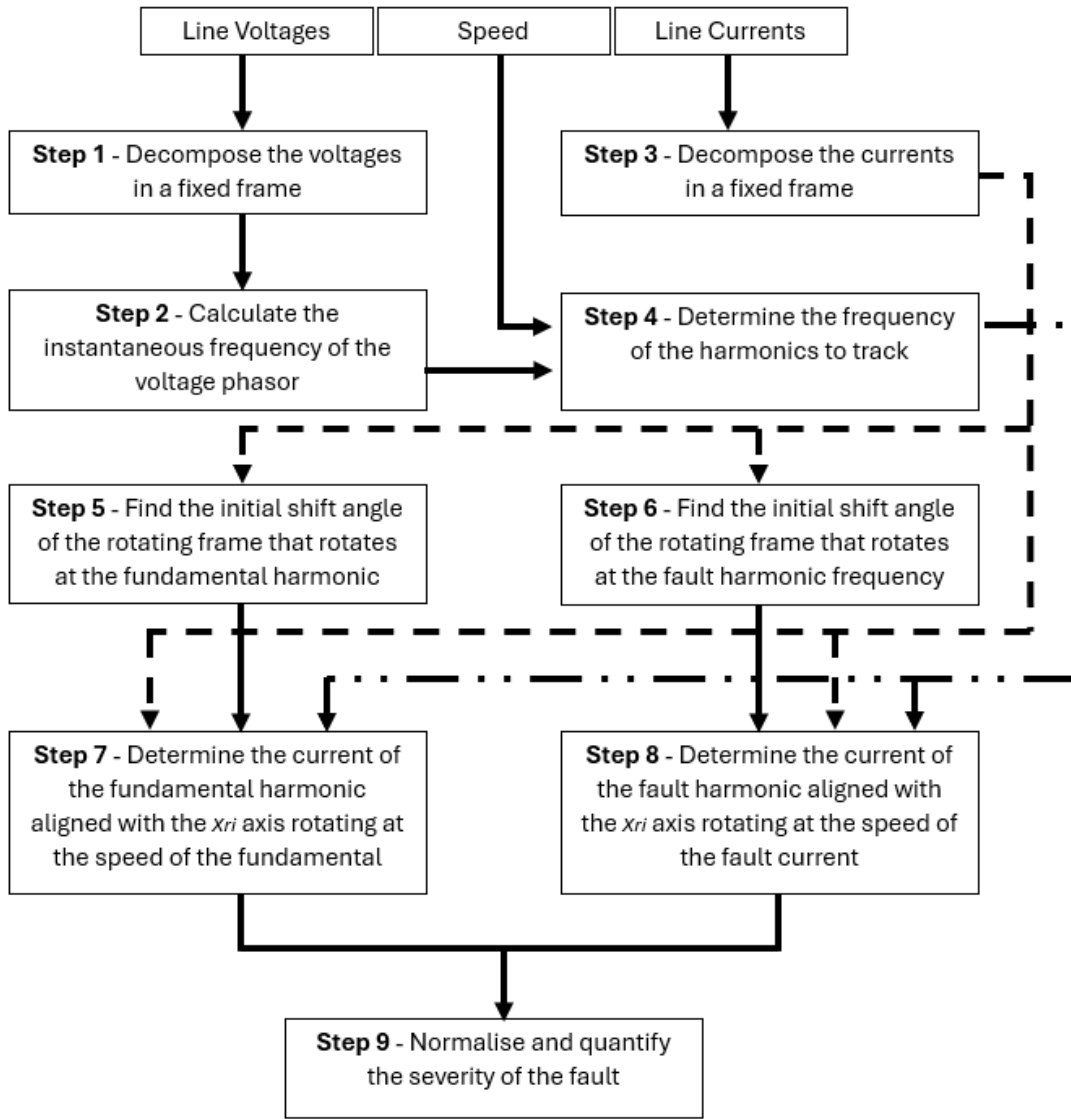 Line Voltages
Speed
Line Currents
Step 1 - Decompose the voltages
in a fixed frame
Step 3 - Decompose the currents
in a fixed frame
Step 2 - Calculate the
instantaneous frequency of the
voltage phasor
Step 4 - Determine the frequency
of the harmonics to track
Step 5 - Find the initial shift angle
of the rotating frame that rotates
at the fundamental harmonic
Step 6 - Find the initial shift angle
of the rotating frame that rotates
at the fault harmonic frequency
Step 7 - Determine the current of
the fundamental harmonic
aligned with the xri axis rotating at
the speed of the fundamental
Step 8 - Determine the current of
the fault harmonic aligned with
the xri axis rotating at the speed of
the fault current
Step 9 - Normalise and quantify
the severity of the fault